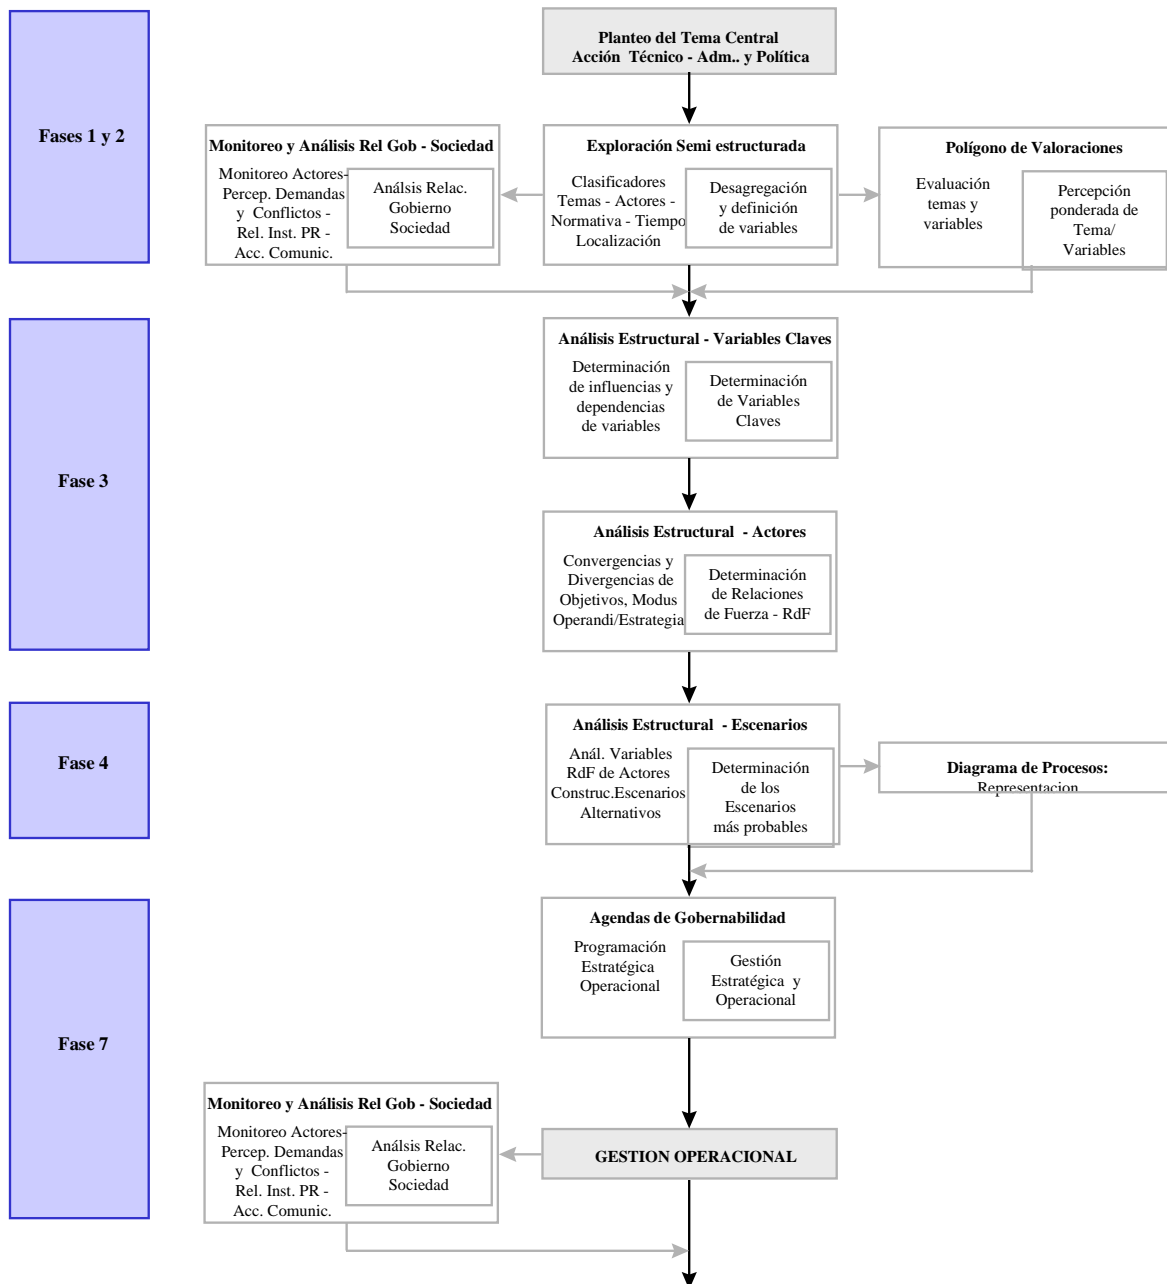 Planteo del Tema Central
Acción Técnico - Adm.. y Política
Fases 1 y 2
Monitoreo y Análisis Rel Gob - Sociedad
Monitoreo Actores-
Percep. Demandas
y Conflictos -
Rel. Inst. PR -
Acc. Comunic.
Análsis Relac.
Gobierno
Sociedad
Exploración Semi estructurada
Clasificadores
Temas - Actores -
Normativa - Tiempo
Localización
Desagregación
y definición
de variables
Polígono de Valoraciones
Evaluación
temas y
variables
Percepción
ponderada de
Tema/
Variables
Fase 3
Análisis Estructural - Variables Claves
Determinación
de influencias y
dependencias
de variables
Determinación
de Variables
Claves
Análisis Estructural - Actores
Convergencias y
Divergencias de
Objetivos, Modus
Operandi/Estrategia
Determinación
de Relaciones
de Fuerza - RdF
Fase 4
Análisis Estructural - Escenarios
Anál. Variables
RdF de Actores
Construc.Escenarios
Alternativos
Determinación
de los
Escenarios
más probables
Diagrama de Procesos:
Representacion
Fase 7
Agendas de Gobernabilidad
Programación
Estratégica
Operacional
Gestión
Estratégica y
Operacional
Monitoreo y Análisis Rel Gob - Sociedad
Monitoreo Actores-
Percep. Demandas
y Conflictos -
Rel. Inst. PR -
Acc. Comunic.
Análsis Relac.
Gobierno
Sociedad
GESTION OPERACIONAL